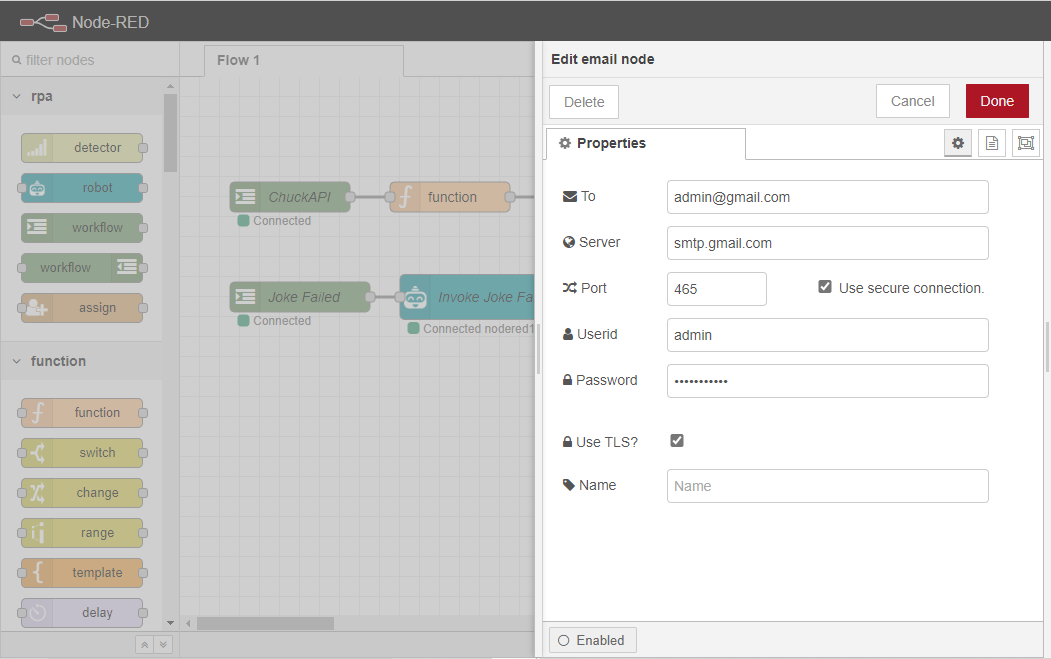 Node-RED
filter nodes
Flow 1
rpa
detector
robot
workflow
workflow
assign
function
function
switch
change
range
template
delay
ChuckAPI
Connected
function
Joke Failed
Connected
Invoke Joke Fa
Connected nodered1
Edit email node
Delete
Cancel
Done
Properties
To
admin@gmail.com
Server
smtp.gmail.com
Port
465
Use secure connection.
Userid
admin
Password
•••••••••••
Use TLS?
Name
Name
Enabled